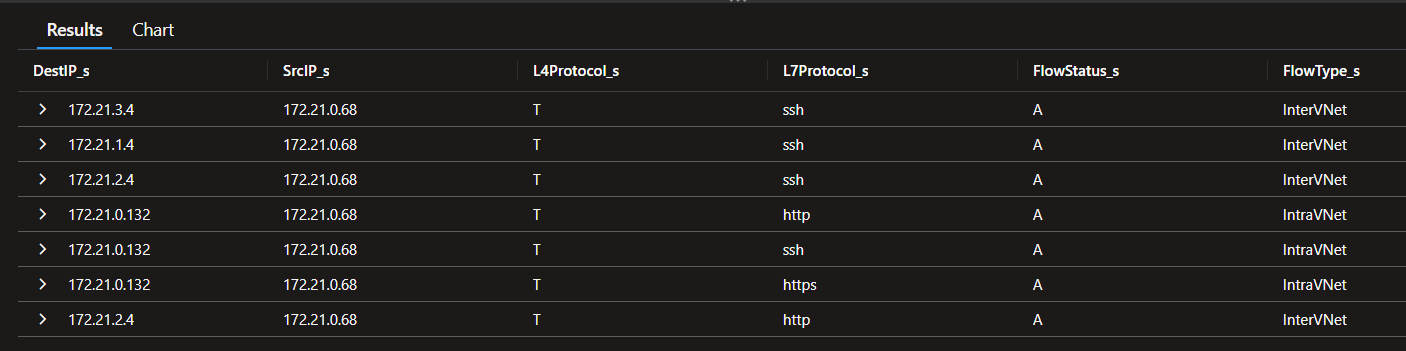 Results Chart
DestIP_s SrcIP_s L4Protocol_s L7Protocol_s FlowStatus_s FlowType_s
172.21.3.4 172.21.0.68 T ssh A InterVNet
172.21.1.4 172.21.0.68 T ssh A InterVNet
172.21.2.4 172.21.0.68 T ssh A InterVNet
172.21.0.132 172.21.0.68 T http A IntraVNet
172.21.0.132 172.21.0.68 T ssh A IntraVNet
172.21.0.132 172.21.0.68 T https A IntraVNet
172.21.2.4 172.21.0.68 T http A InterVNet